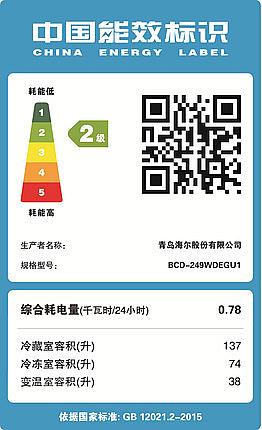 中国能效标识
CHINA ENERGY LABEL
耗能低
1
2
3
4
5
2级
耗能高
生产者名称: 青岛海尔股份有限公司
规格型号: BCD-249WDEGU1
综合耗电量(千瓦时/24小时) 0.78
冷藏室容积(升) 137
冷冻室容积(升) 74
变温室容积(升) 38
依据国家标准: GB 12021.2-2015